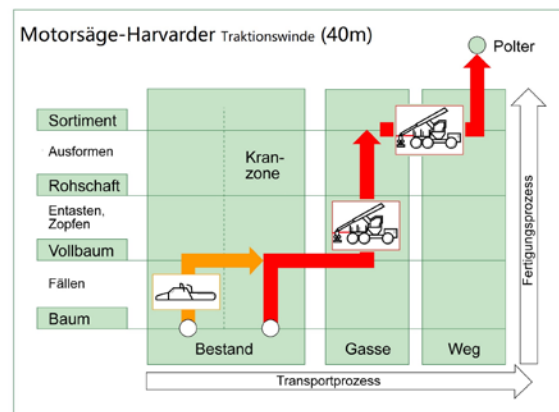 Motorsäge-Harvarder Traktionswinde (40m)
Polter
Sortiment
Ausformen
Kran-
zone
Rohschaft
Entasten,
Zopfen
Vollbaum
Fällen
Baum
Bestand
Gasse
Weg
Transportprozess
Fertigungsprozess